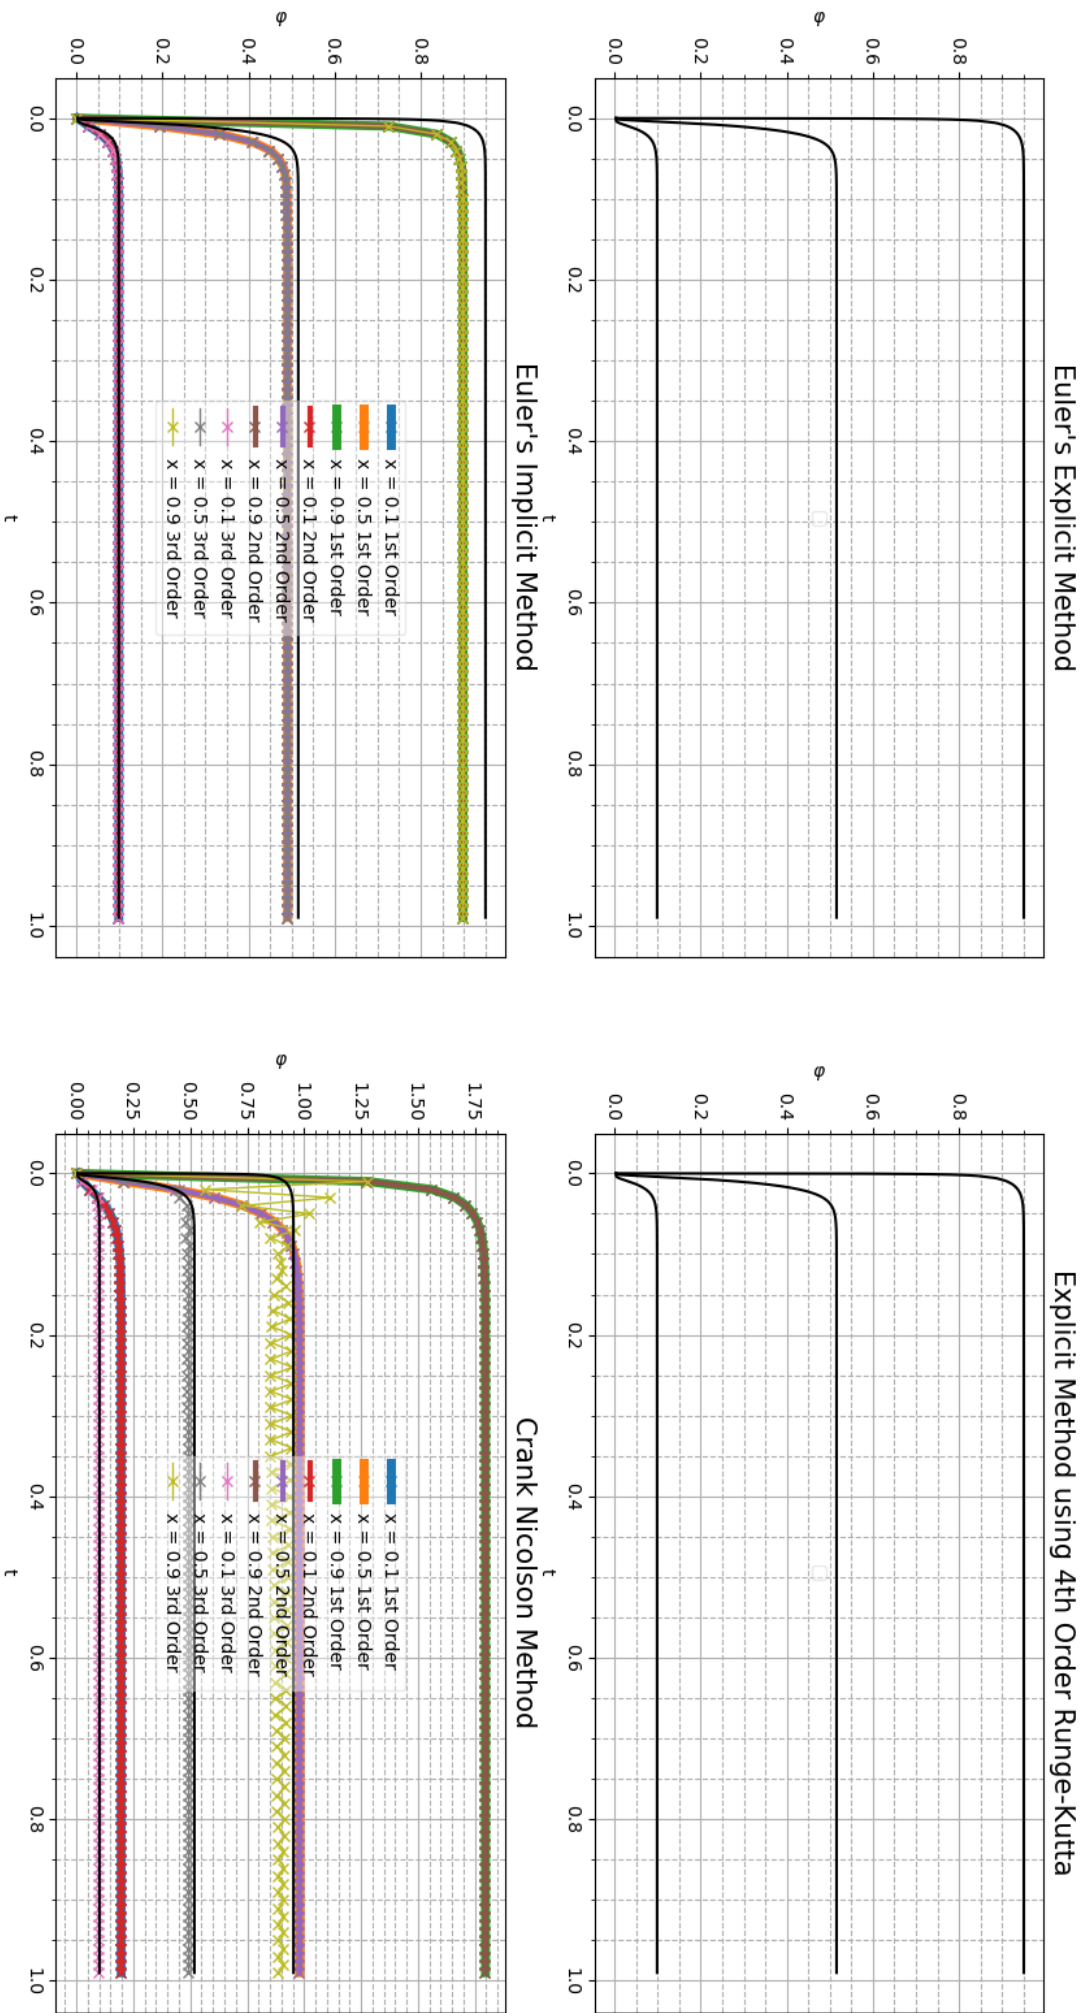 Euler's Explicit Method
φ
0.8
0.6
0.4
0.2
0.0
0.0 0.2 0.4 0.6 0.8 1.0
t
Explicit Method using 4th Order Runge-Kutta
φ
0.8
0.6
0.4
0.2
0.0
0.0 0.2 0.4 0.6 0.8 1.0
t
Euler's Implicit Method
φ
0.8
0.6
0.4
0.2
0.0
x = 0.1 1st Order
x = 0.5 1st Order
x = 0.9 1st Order
x = 0.1 2nd Order
x = 0.5 2nd Order
x = 0.9 2nd Order
x = 0.1 3rd Order
x = 0.5 3rd Order
x = 0.9 3rd Order
0.0 0.2 0.4 0.6 0.8 1.0
t
Crank Nicolson Method
φ
1.75
1.50
1.25
1.00
0.75
0.50
0.25
0.00
x = 0.1 1st Order
x = 0.5 1st Order
x = 0.9 1st Order
x = 0.1 2nd Order
x = 0.5 2nd Order
x = 0.9 2nd Order
x = 0.1 3rd Order
x = 0.5 3rd Order
x = 0.9 3rd Order
0.0 0.2 0.4 0.6 0.8 1.0
t